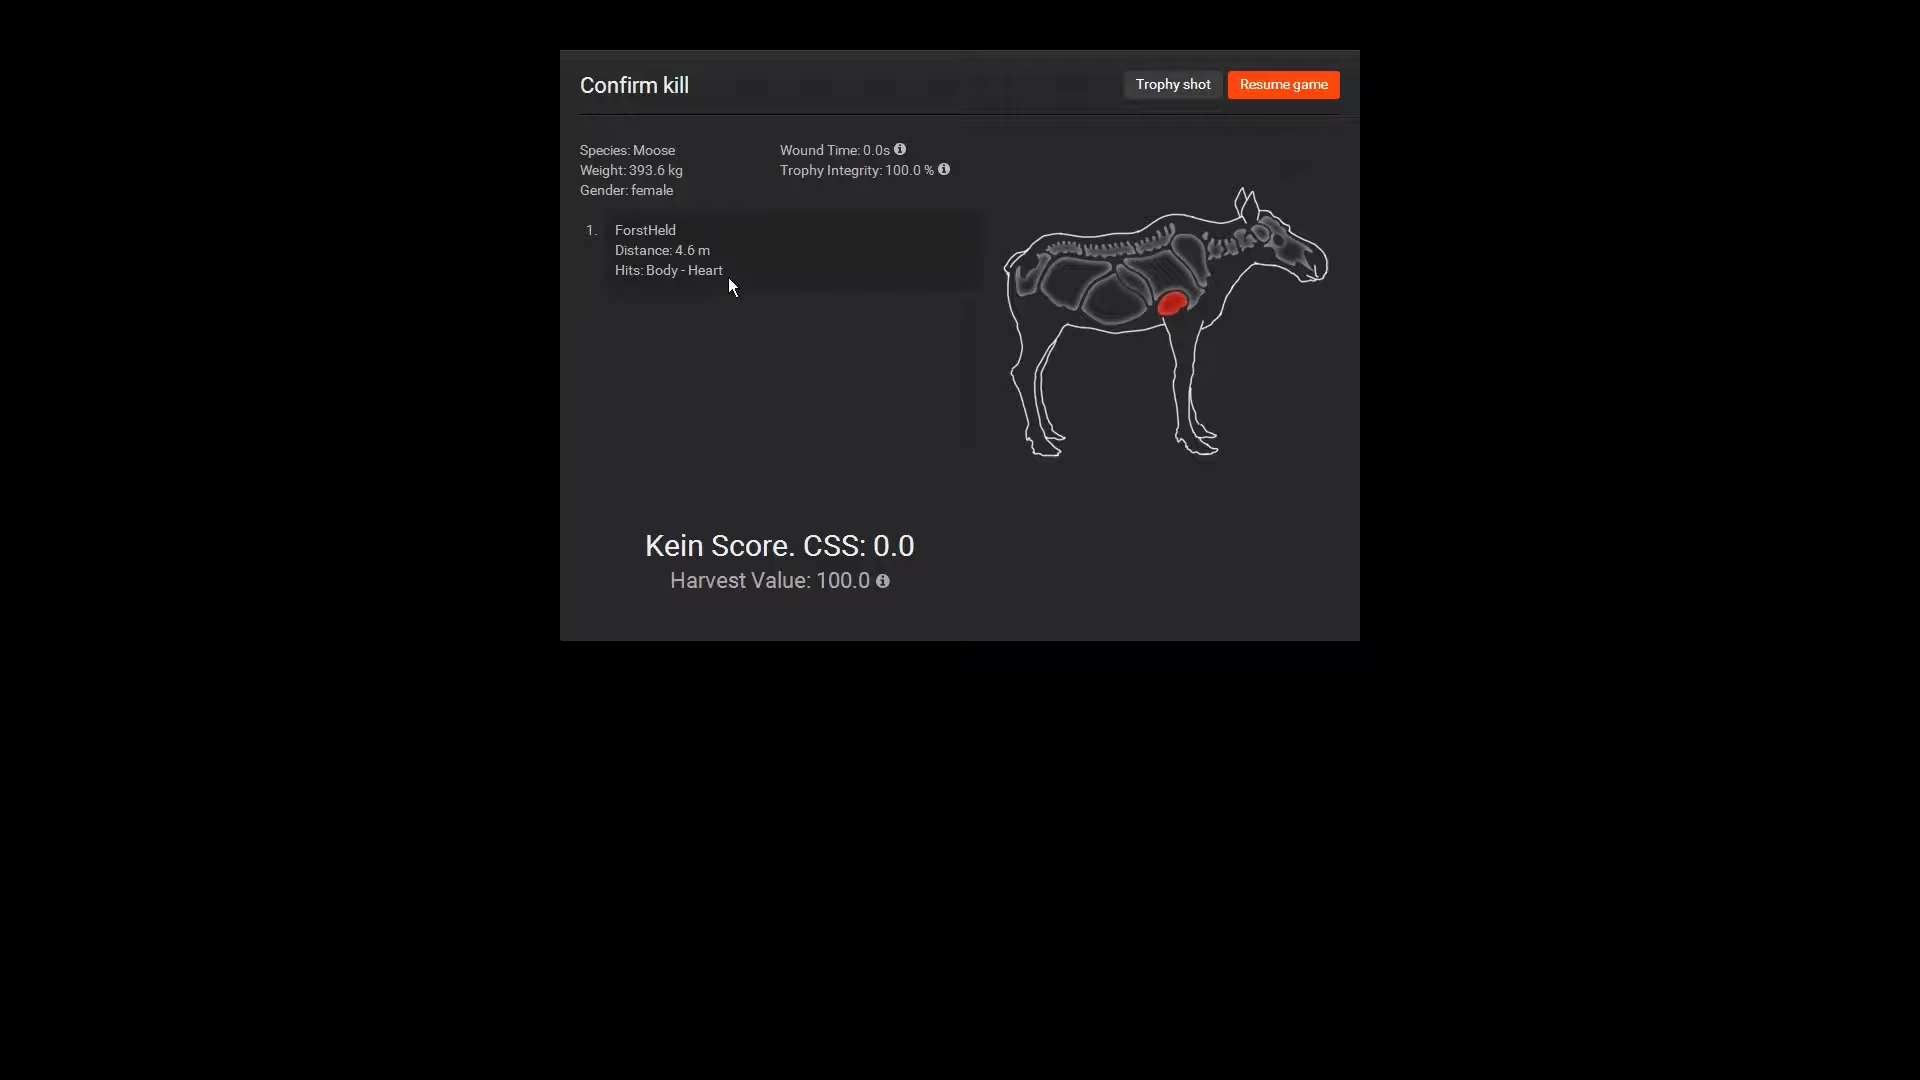 Confirm kill
Trophy shot
Resume game
Species: Moose
Weight: 393.6 kg
Gender: female
Wound Time: 0.0s
Trophy Integrity: 100.0 %
1.
ForstHeld
Distance: 4.6 m
Hits: Body - Heart
Kein Score. CSS: 0.0
Harvest Value: 100.0